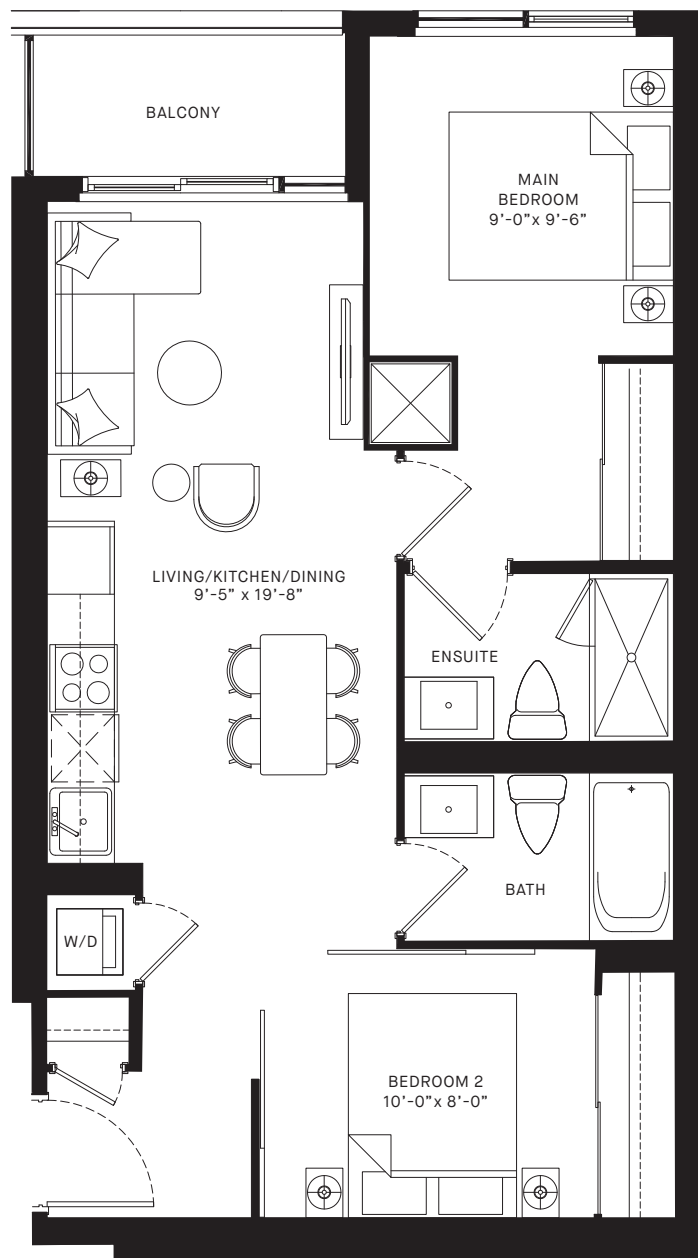 BALCONY
MAIN
BEDROOM
9’-0”x 9’-6”
LIVING/KITCHEN/DINING
9’-5” x 19’-8”
ENSUITE
BATH
W/D
BEDROOM 2
10’-0”x 8’-0”